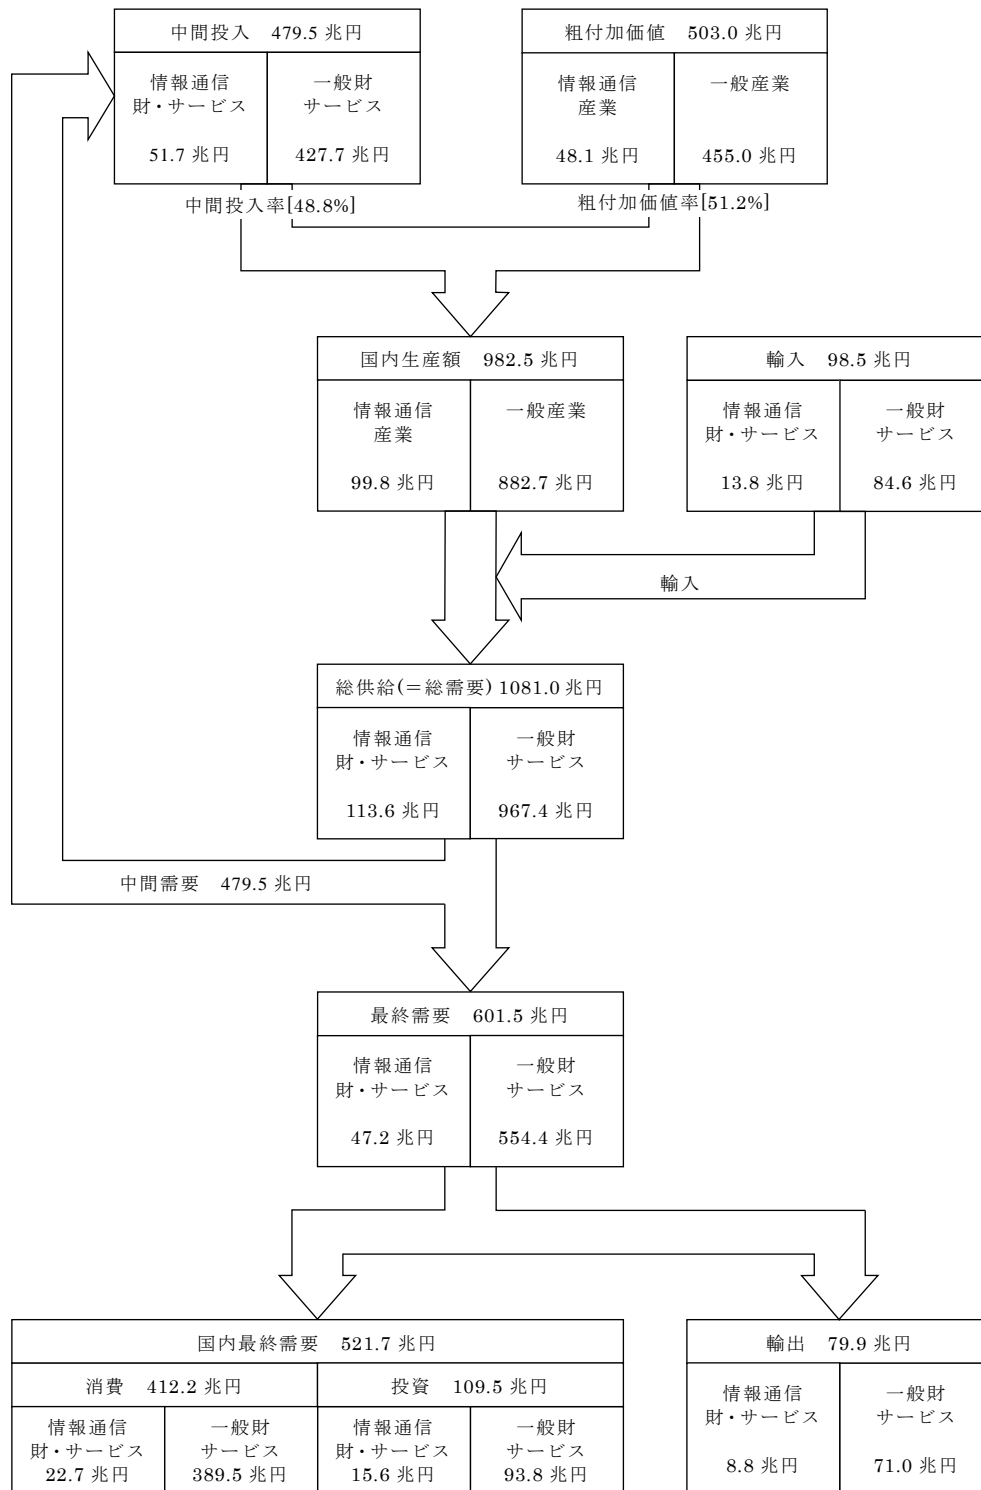 中間投入　479.5 兆円
情報通信
財・サービス
51.7 兆円
一般財
サービス
427.7 兆円
粗付加価値　503.0 兆円
情報通信
産業
48.1 兆円
一般産業
455.0 兆円
中間投入率[48.8%]
粗付加価値率[51.2%]
国内生産額　982.5 兆円
情報通信
産業
99.8 兆円
一般産業
882.7 兆円
輸入　98.5 兆円
情報通信
財・サービス
13.8 兆円
一般財
サービス
84.6 兆円
輸入
総供給(＝総需要) 1081.0 兆円
情報通信
財・サービス
113.6 兆円
一般財
サービス
967.4 兆円
中間需要　479.5 兆円
最終需要　601.5 兆円
情報通信
財・サービス
47.2 兆円
一般財
サービス
554.4 兆円
国内最終需要　521.7 兆円
消費　412.2 兆円
情報通信
財・サービス
22.7 兆円
一般財
サービス
389.5 兆円
投資　109.5 兆円
情報通信
財・サービス
15.6 兆円
一般財
サービス
93.8 兆円
輸出　79.9 兆円
情報通信
財・サービス
8.8 兆円
一般財
サービス
71.0 兆円